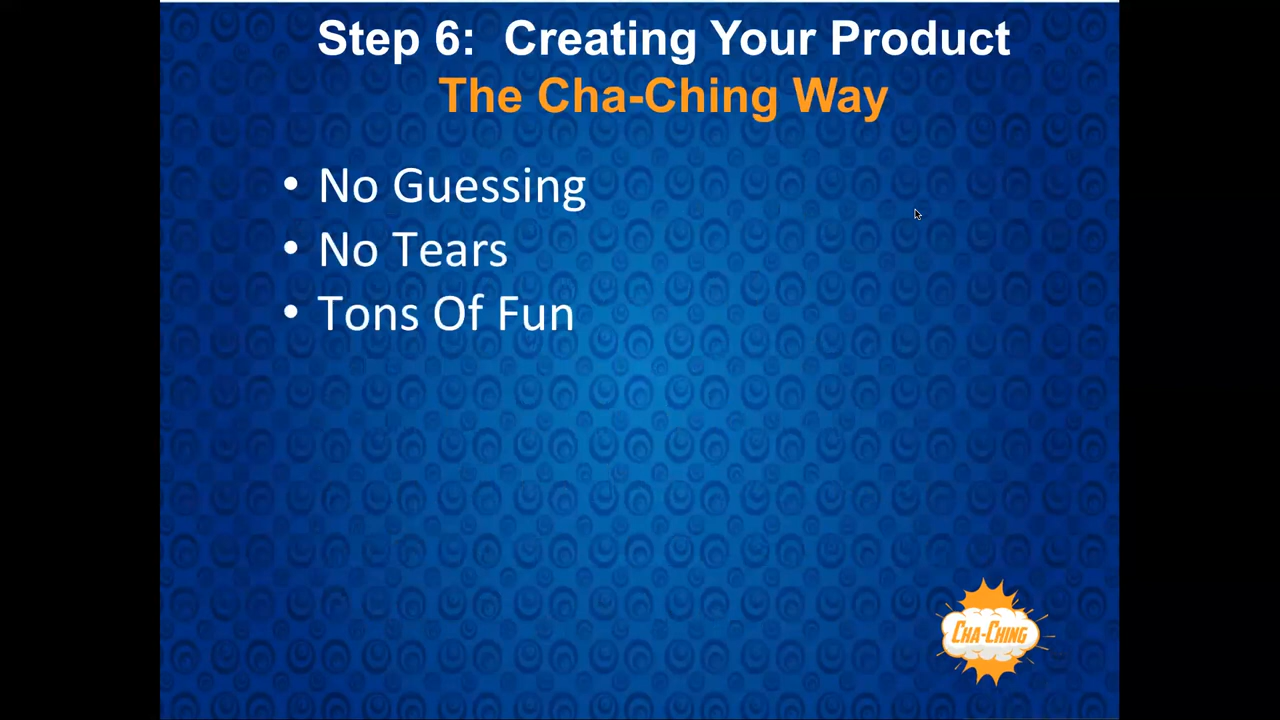 Step 6:  Creating Your Product
The Cha-Ching Way
• No Guessing
• No Tears
• Tons Of Fun
CHA-CHING